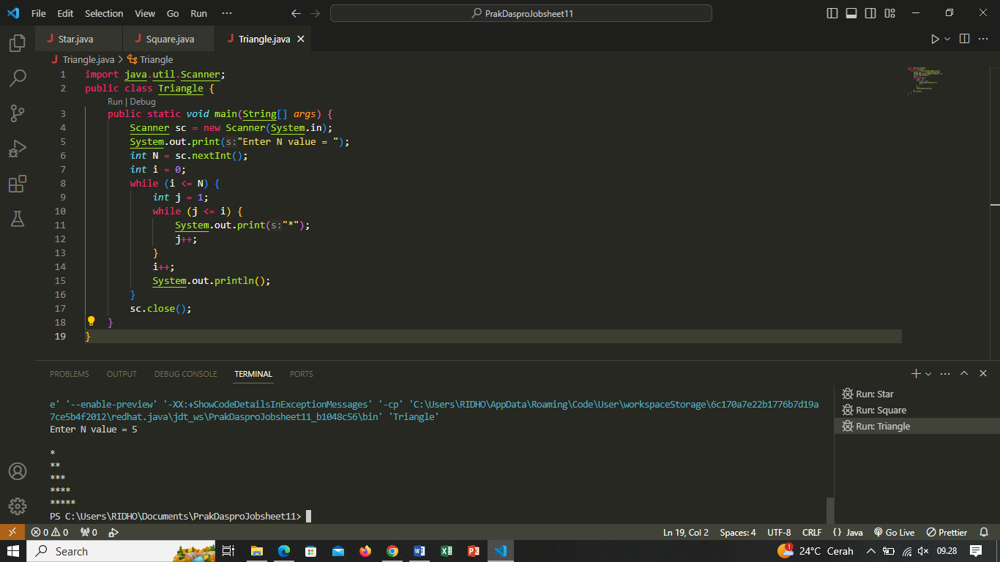 File Edit Selection View Go Run ··· PrakDasproJobsheet11
Star.java Square.java Triangle.java
Triangle.java > Triangle
1 import java.util.Scanner;
2 public class Triangle {
Run | Debug
3 public static void main(String[] args) {
4 Scanner sc = new Scanner(System.in);
5 System.out.print(s:"Enter N value = ");
6 int N = sc.nextInt();
7 int i = 0;
8 while (i <= N) {
9 int j = 1;
10 while (j <= i) {
11 System.out.print(s:"*");
12 j++;
13 }
14 i++;
15 System.out.println();
16 }
17 sc.close();
18 }
19 }
PROBLEMS OUTPUT DEBUG CONSOLE TERMINAL PORTS
e' '--enable-preview' '-XX:+ShowCodeDetailsInExceptionMessages' '-cp' 'C:\Users\RIDHO\AppData\Roaming\Code\User\workspaceStorage\6c170a7e22b1776b7d19a
7ce5b4f2012\redhat.java\jdt_ws\PrakDasproJobsheet11_b1048c56\bin' 'Triangle'
Enter N value = 5
*
**
***
****
*****
PS C:\Users\RIDHO\Documents\PrakDasproJobsheet11>
Run: Star
Run: Square
Run: Triangle
0 0 0 Ln 19, Col 2 Spaces: 4 UTF-8 CRLF { } Java Go Live Prettier
Search 1 24°C Cerah 09.28